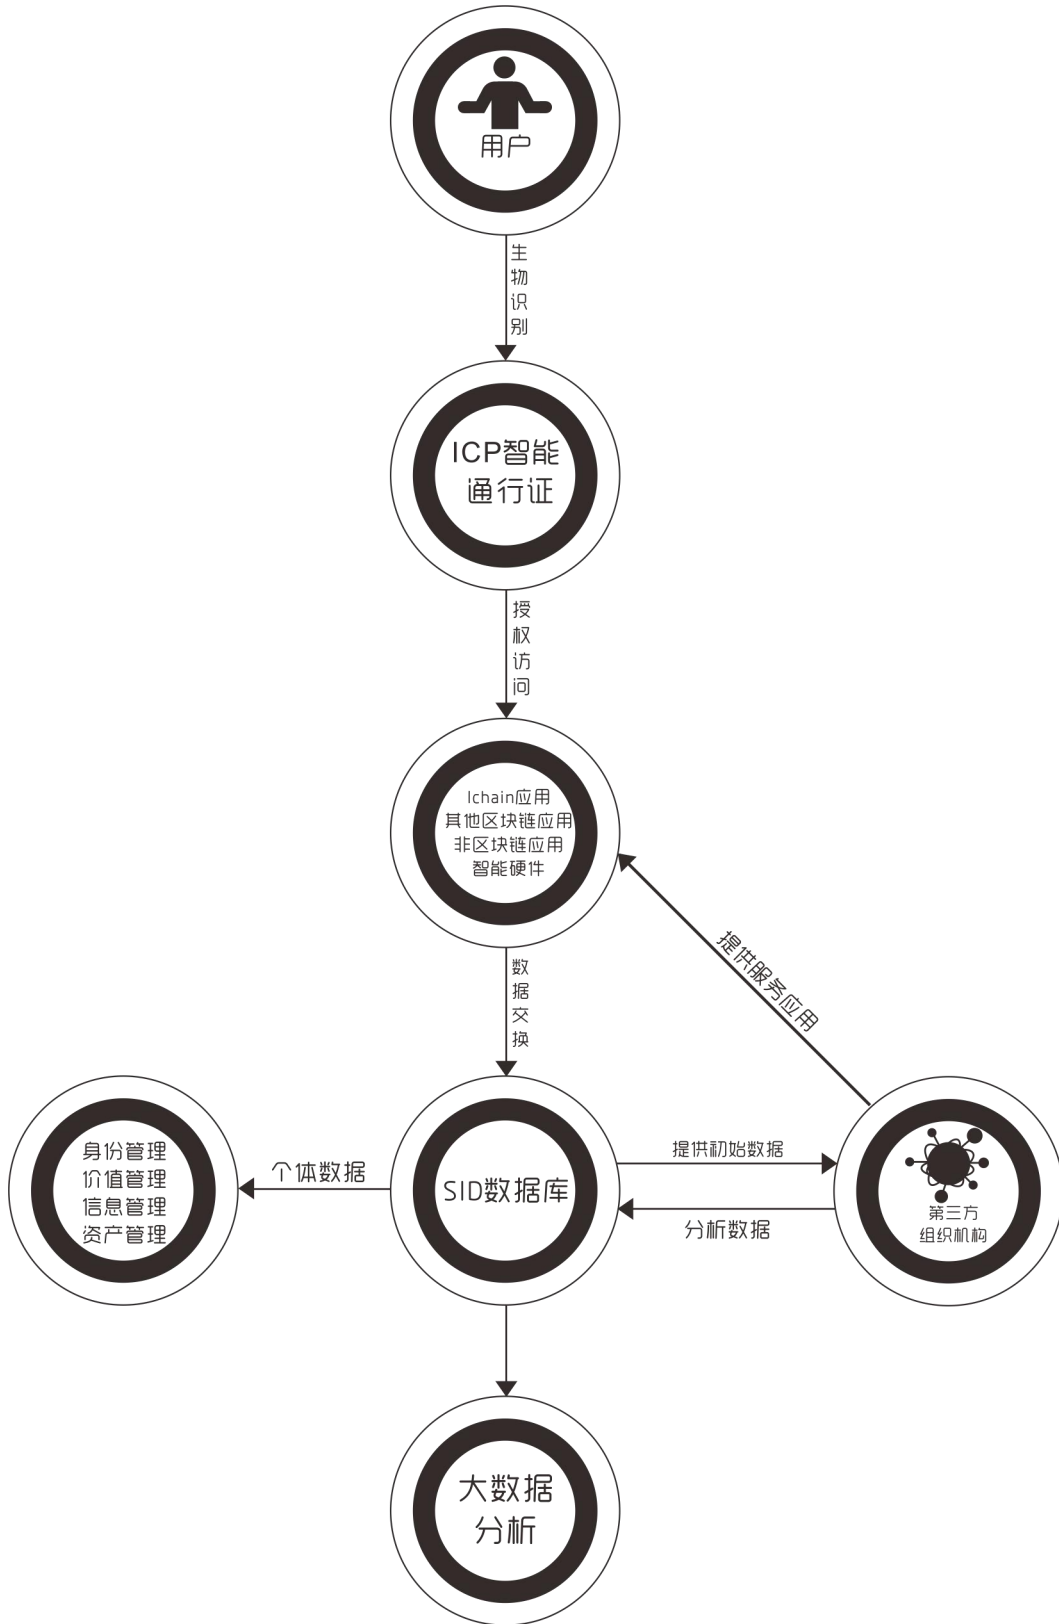 用户
生物识别
ICP智能
通行证
授权访问
Ichain应用
其他区块链应用
非区块链应用
智能硬件
提供服务应用
数据交换
身份管理
价值管理
信息管理
资产管理
个体数据
SID数据库
提供初始数据
分析数据
第三方
组织机构
大数据
分析